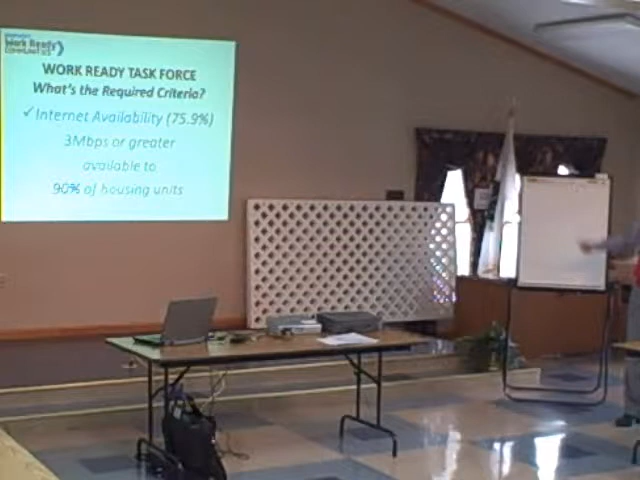 Work Ready
COMMUNITIES
WORK READY TASK FORCE
What's the Required Criteria?
✓Internet Availability (75.9%)
3Mbps or greater
available to
90% of housing units